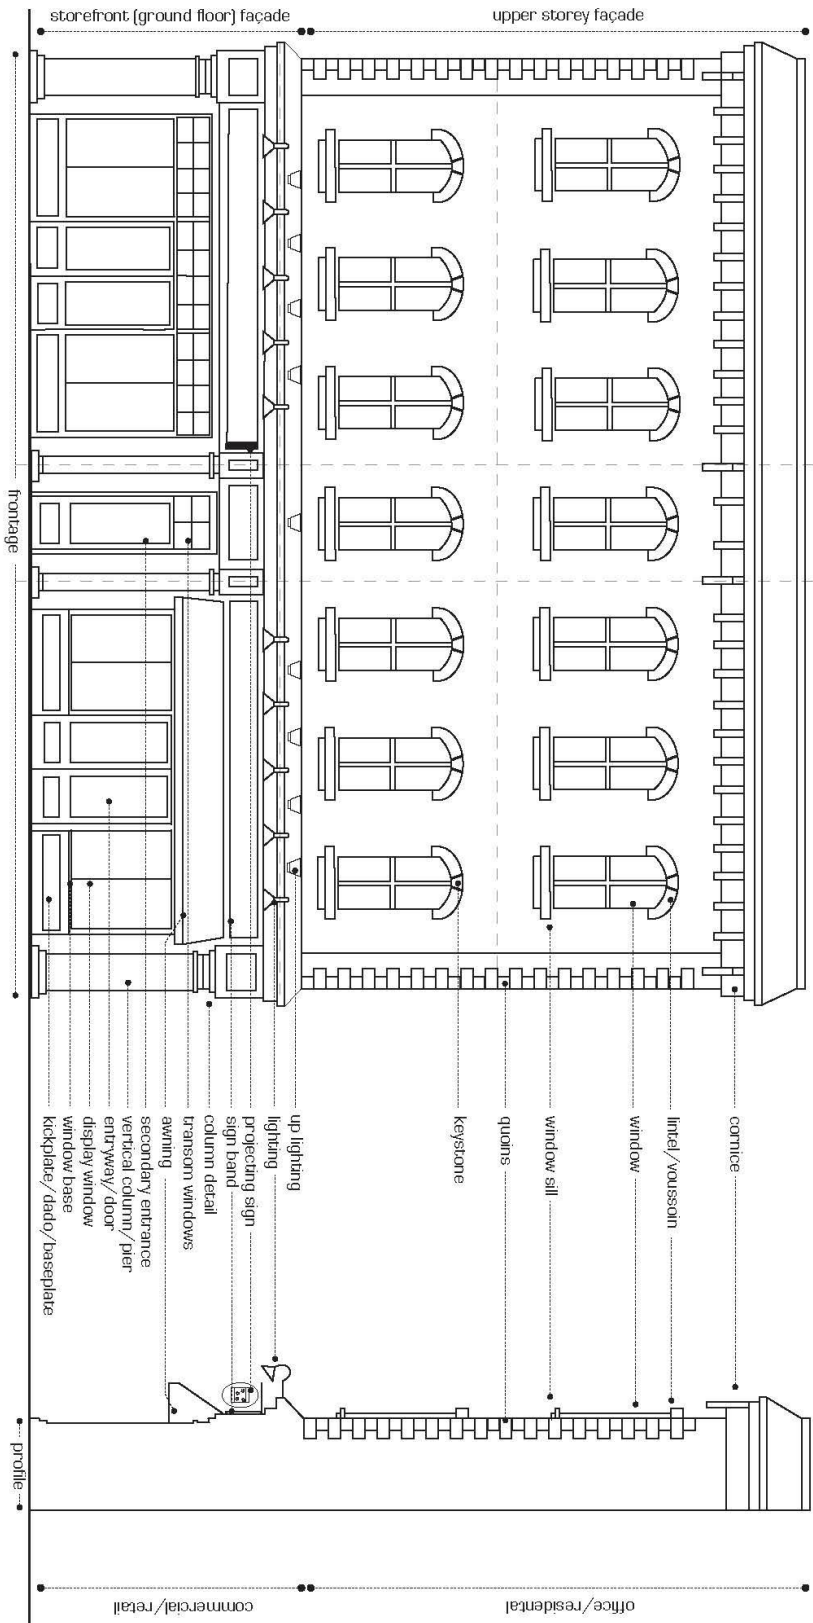 storefront (ground floor) façade
upper storey façade
frontage
cornice
lintel/voussoin
window
window sill
quoins
keystone
up lighting
lighting
projecting sign
sign band
column detail
transom windows
awning
secondary entrance
vertical column/pier
entryway/door
display window
window base
kickplate/dado/baseplate
profile
commercial/retail
office/residental